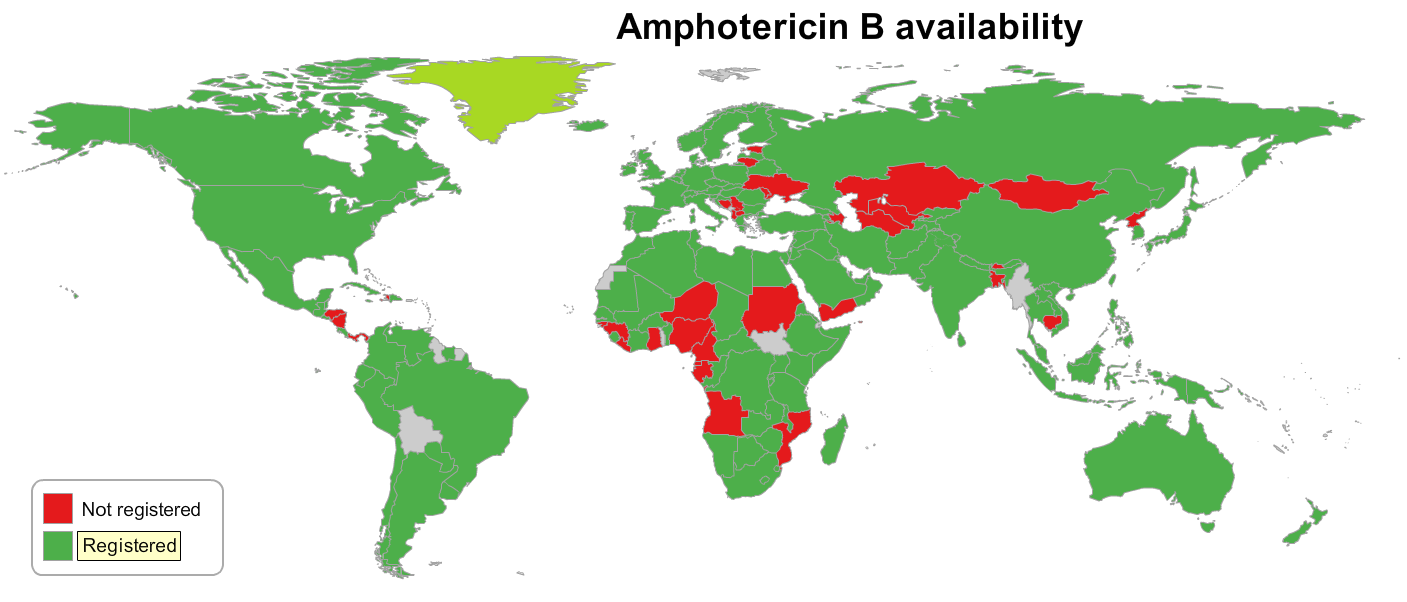 Amphotericin B availability
Not registered
Registered